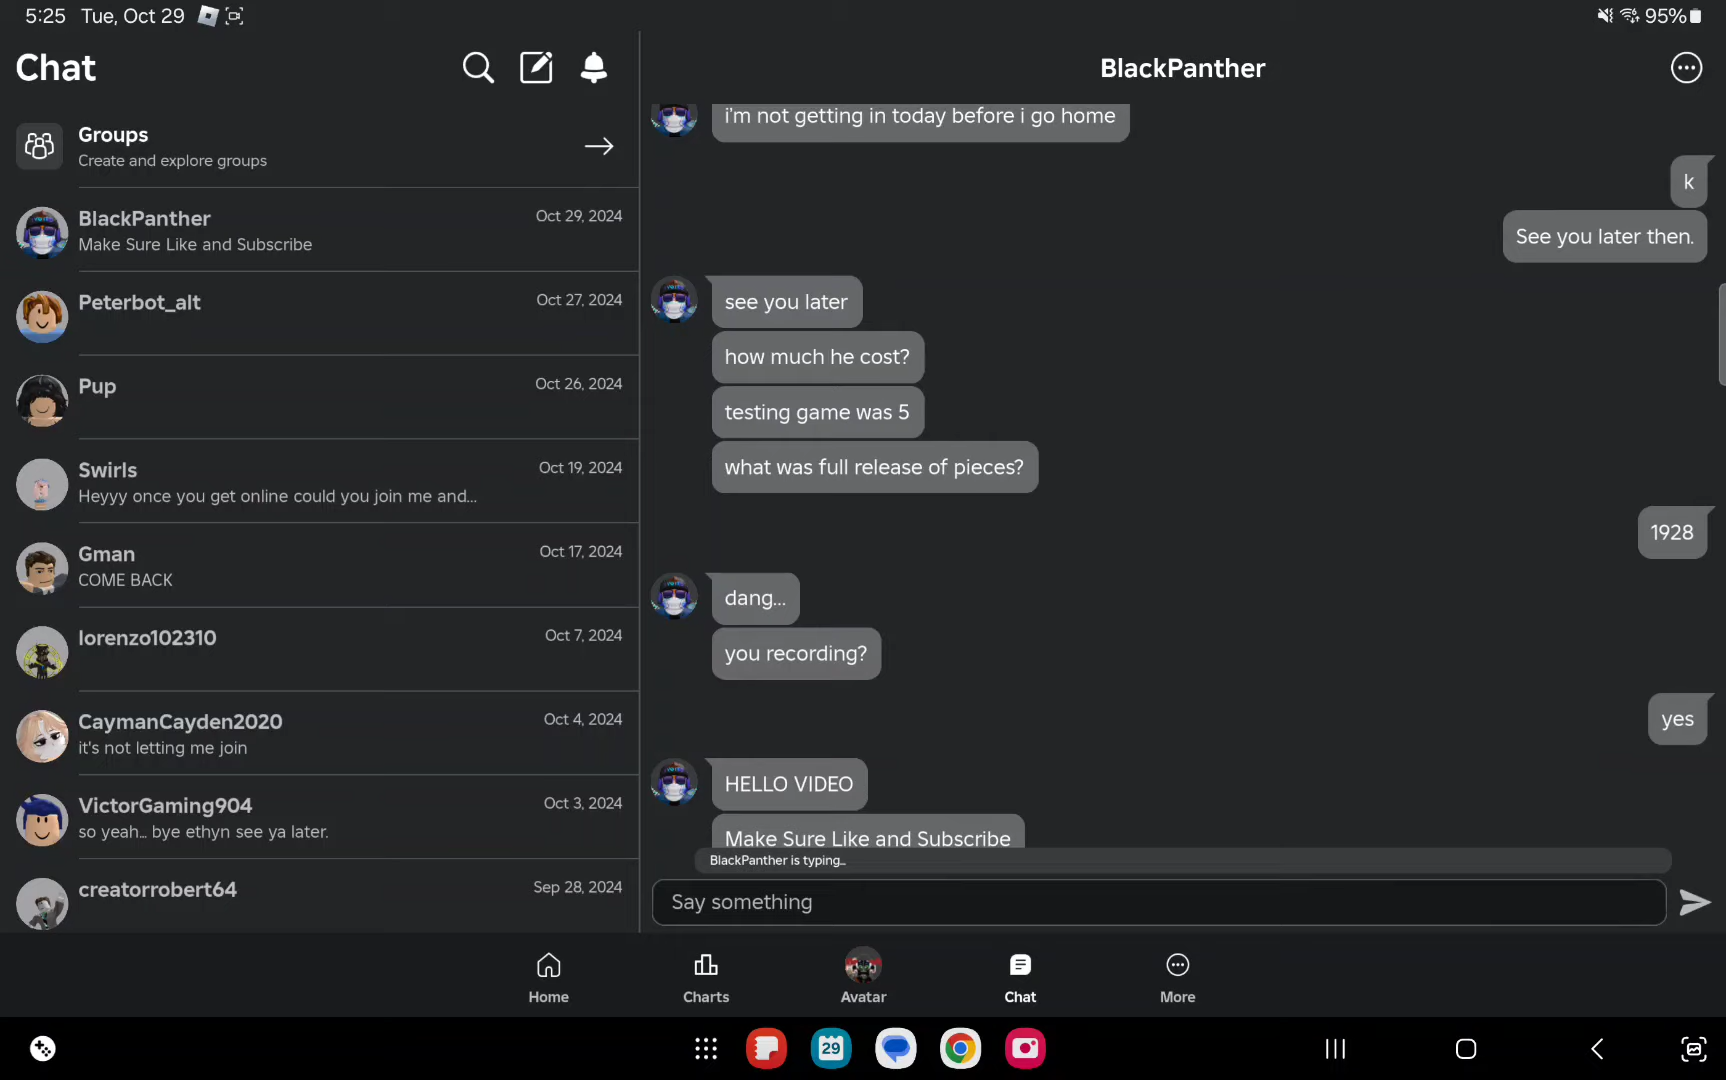 5:25 Tue, Oct 29
95%
Chat
Groups
Create and explore groups
BlackPanther
Oct 29, 2024
Make Sure Like and Subscribe
Peterbot_alt
Oct 27, 2024
Pup
Oct 26, 2024
Swirls
Oct 19, 2024
Heyyy once you get online could you join me and...
Gman
Oct 17, 2024
COME BACK
lorenzo102310
Oct 7, 2024
CaymanCayden2020
Oct 4, 2024
it's not letting me join
VictorGaming904
Oct 3, 2024
so yeah... bye ethyn see ya later.
creatorrobert64
Sep 28, 2024
BlackPanther
i'm not getting in today before i go home
k
See you later then.
see you later
how much he cost?
testing game was 5
what was full release of pieces?
1928
dang...
you recording?
yes
HELLO VIDEO
Make Sure Like and Subscribe
BlackPanther is typing...
Say something
Home
Charts
Avatar
Chat
More
29